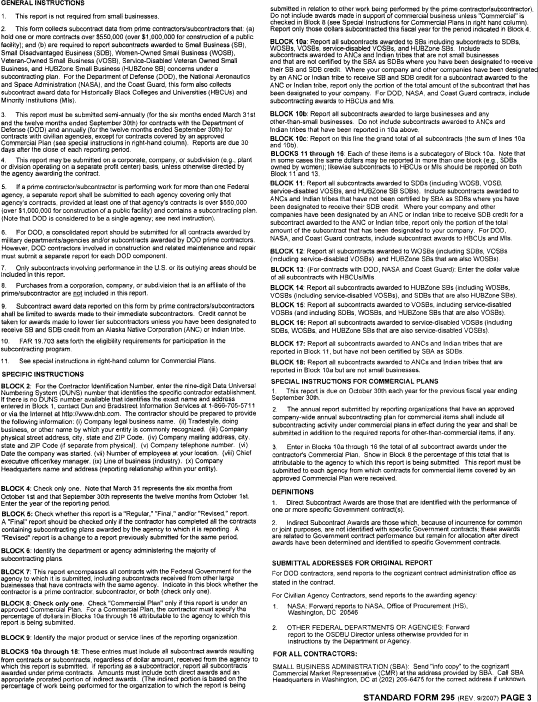 GENERAL INSTRUCTIONS
1. This report is not required from small businesses.
2. This form collects subcontract data from prime contractors/subcontractors that: (a)
hold one or more contracts over $550,000 (over $1,000,000 for construction of a public
facility); and (b) are required to report subcontracts awarded to Small Business (SB),
Small Disadvantaged Business (SDB), Women-Owned Small Business (WOSB),
Veteran-Owned Small Business (VOSB), Service-Disabled Veteran Owned Small
Business, and HUBZone Small Business (HUBZone SB) concerns under a
subcontracting plan. For the Department of Defense (DOD), the National Aeronautics
and Space Administration (NASA), and the Coast Guard, this form also collects
subcontract award data for Historically Black Colleges and Universities (HBCUs) and
Minority Institutions (MIs).
3. This report must be submitted semi-annually (for the six months ended March 31st
and the twelve months ended September 30th) for contracts with the Department of
Defense (DOD) and annually (for the twelve months ended September 30th) for
contracts with civilian agencies, except for contracts covered by an approved
Commercial Plan (see special instructions in right-hand column). Reports are due 30
days after the close of each reporting period.
4. This report may be submitted on a corporate, company, or subdivision (e.g., plant
or division operating on a separate profit center) basis, unless otherwise directed by
the agency awarding the contract.
5. If a prime contractor/subcontractor is performing work for more than one Federal
agency, a separate report shall be submitted to each agency covering only that
agency's contracts, provided at least one of that agency's contracts is over $550,000
(over $1,000,000 for construction of a public facility) and contains a subcontracting plan.
(Note that DOD is considered to be a single agency; see next instruction).
6. For DOD, a consolidated report should be submitted for all contracts awarded by
military departments/agencies and/or subcontracts awarded by DOD prime contractors.
However, DOD contractors involved in construction and related maintenance and repair
must submit a separate report for each DOD component.
7. Only subcontracts involving performance in the U.S. or its outlying areas should be
included in this report.
8. Purchases from a corporation, company, or subdivision that is an affiliate of the
prime/subcontractor are not included in this report.
9. Subcontract award data reported on this form by prime contractors/subcontractors
shall be limited to awards made to their immediate subcontractors. Credit cannot be
taken for awards made to lower tier subcontractors unless you have been designated to
receive SB and SDB credit from an Alaska Native Corporation (ANC) or Indian tribe.
10. FAR 19.703 sets forth the eligibility requirements for participation in the
subcontracting program.
11. See special instructions in right-hand column for Commercial Plans.
SPECIFIC INSTRUCTIONS
BLOCK 2: For the Contractor Identification Number, enter the nine-digit Data Universal
Numbering System (DUNS) number that identifies the specific contractor establishment.
If there is no DUNS number available that identifies the exact name and address
entered in Block 1, contact Dun and Bradstreet Information Services at 1-866-705-5711
or via the Internet at http://www.dnb.com. The contractor should be prepared to provide
the following information: (i) Company legal business name. (ii) Tradestyle, doing
business, or other name by which your entity is commonly recognized. (iii) Company
physical street address, city, state and ZIP Code. (iv) Company mailing address, city,
state and ZIP Code (if separate from physical). (v) Company telephone number. (vi)
Date the company was started. (vii) Number of employees at your location. (viii) Chief
executive officer/key manager. (ix) Line of business (industry). (x) Company
Headquarters name and address (reporting relationship within your entity).
BLOCK 4: Check only one. Note that March 31 represents the six months from
October 1st and that September 30th represents the twelve months from October 1st.
Enter the year of the reporting period.
BLOCK 5: Check whether this report is a "Regular," "Final," and/or "Revised," report.
A "Final" report should be checked only if the contractor has completed all the contracts
containing subcontracting plans awarded by the agency to which it is reporting. A
"Revised" report is a change to a report previously submitted for the same period.
BLOCK 6: Identify the department or agency administering the majority of
subcontracting plans.
BLOCK 7: This report encompasses all contracts with the Federal Government for the
agency to which it is submitted, including subcontracts received from other large
businesses that have contracts with the same agency. Indicate in this block whether the
contractor is a prime contractor, subcontractor, or both (check only one).
BLOCK 8: Check only one. Check "Commercial Plan" only if this report is under an
approved Commercial Plan. For a Commercial Plan, the contractor must specify the
percentage of dollars in Blocks 10a through 16 attributable to the agency to which this
report is being submitted.
BLOCK 9: Identify the major product or service lines of the reporting organization.
BLOCKS 10a through 18: These entries must include all subcontract awards resulting
from contracts or subcontracts, regardless of dollar amount, received from the agency to
which this report is submitted. If reporting as a subcontractor, report all subcontracts
awarded under prime contracts. Amounts must include both direct awards and an
appropriate prorated portion of indirect awards. (The indirect portion is based on the
percentage of work being performed for the organization to which the report is being
submitted in relation to other work being performed by the prime contractor/subcontractor).
Do not include awards made in support of commercial business unless "Commercial" is
checked in Block 8 (see Special Instructions for Commercial Plans in right hand column).
Report only those dollars subcontracted this fiscal year for the period indicated in Block 4.
BLOCK 10a: Report all subcontracts awarded to SBs including subcontracts to SDBs,
WOSBs, VOSBs, service-disabled VOSBs, and HUBZone SBs. Include
subcontracts awarded to ANCs and Indian tribes that are not small businesses
and that are not certified by the SBA as SDBs where you have been designated to receive
their SB and SDB credit. Where your company and other companies have been designated
by an ANC or Indian tribe to receive SB and SDB credit for a subcontract awarded to the
ANC or Indian tribe, report only the portion of the total amount of the subcontract that has
been designated to your company. For DOD, NASA, and Coast Guard contracts, include
subcontracting awards to HBCUs and MIs.
BLOCK 10b: Report all subcontracts awarded to large businesses and any
other-than-small businesses. Do not include subcontracts awarded to ANCs and
Indian tribes that have been reported in 10a above.
BLOCK 10c: Report on this line the grand total of all subcontracts (the sum of lines 10a
and 10b).
BLOCKS 11 through 16: Each of these items is a subcategory of Block 10a. Note that
in some cases the same dollars may be reported in more than one block (e.g., SDBs
owned by women); likewise subcontracts to HBCUs or MIs should be reported on both
Block 11 and 13.
BLOCK 11: Report all subcontracts awarded to SDBs (including WOSB, VOSB,
service-disabled VOSBs, and HUBZone SB SDBs). Include subcontracts awarded to
ANCs and Indian tribes that have not been certified by SBA as SDBs where you have
been designated to receive their SDB credit. Where your company and other
companies have been designated by an ANC or Indian tribe to receive SDB credit for a
subcontract awarded to the ANC or Indian tribe, report only the portion of the total
amount of the subcontract that has been designated to your company. For DOD,
NASA, and Coast Guard contracts, include subcontract awards to HBCUs and MIs.
BLOCK 12: Report all subcontracts awarded to WOSBs (including SDBs, VOSBs
(including service-disabled VOSBs) and HUBZone SBs that are also WOSBs).
BLOCK 13: (For contracts with DOD, NASA and Coast Guard): Enter the dollar value
of all subcontracts with HBCUs/MIs.
BLOCK 14: Report all subcontracts awarded to HUBZone SBs (including WOSBs,
VOSBs (including service-disabled VOSBs), and SDBs that are also HUBZone SBs).
BLOCK 15: Report all subcontracts awarded to VOSBs, including service-disabled
VOSBs (and including SDBs, WOSBs, and HUBZone SBs that are also VOSBs).
BLOCK 16: Report all subcontracts awarded to service-disabled VOSBs (including
SDBs, WOSBs, and HUBZone SBs that are also service-disabled VOSBs).
BLOCK 17: Report all subcontracts awarded to ANCs and Indian tribes that are
reported in Block 11, but have not been certified by SBA as SDBs.
BLOCK 18: Report all subcontracts awarded to ANCs and Indian tribes that are
reported in Block 10a but are not small businesses.
SPECIAL INSTRUCTIONS FOR COMMERCIAL PLANS
1. This report is due on October 30th each year for the previous fiscal year ending
September 30th.
2. The annual report submitted by reporting organizations that have an approved
company-wide annual subcontracting plan for commercial items shall include all
subcontracting activity under commercial plans in effect during the year and shall be
submitted in addition to the required reports for other-than-commercial items, if any.
3. Enter in Blocks 10a through 16 the total of all subcontract awards under the
contractor's Commercial Plan. Show in Block 8 the percentage of this total that is
attributable to the agency to which this report is being submitted. This report must be
submitted to each agency from which contracts for commercial items covered by an
approved Commercial Plan were received.
DEFINITIONS
1. Direct Subcontract Awards are those that are identified with the performance of
one or more specific Government contract(s).
2. Indirect Subcontract Awards are those which, because of incurrence for common
or joint purposes, are not identified with specific Government contracts; these awards
are related to Government contract performance but remain for allocation after direct
awards have been determined and identified to specific Government contracts.
SUBMITTAL ADDRESSES FOR ORIGINAL REPORT
For DOD contractors, send reports to the cognizant contract administration office as
stated in the contract.
For Civilian Agency Contractors, send reports to the awarding agency:
1. NASA: Forward reports to NASA, Office of Procurement (HS),
Washington, DC 20546
2. OTHER FEDERAL DEPARTMENTS OR AGENCIES: Forward
report to the OSDBU Director unless otherwise provided for in
instructions by the Department or Agency.
FOR ALL CONTRACTORS:
SMALL BUSINESS ADMINISTRATION (SBA): Send "info copy" to the cognizant
Commercial Market Representative (CMR) at the address provided by SBA. Call SBA
Headquarters in Washington, DC at (202) 205-6475 for correct address if unknown.
STANDARD FORM 295 (REV. 9/2007) PAGE 3